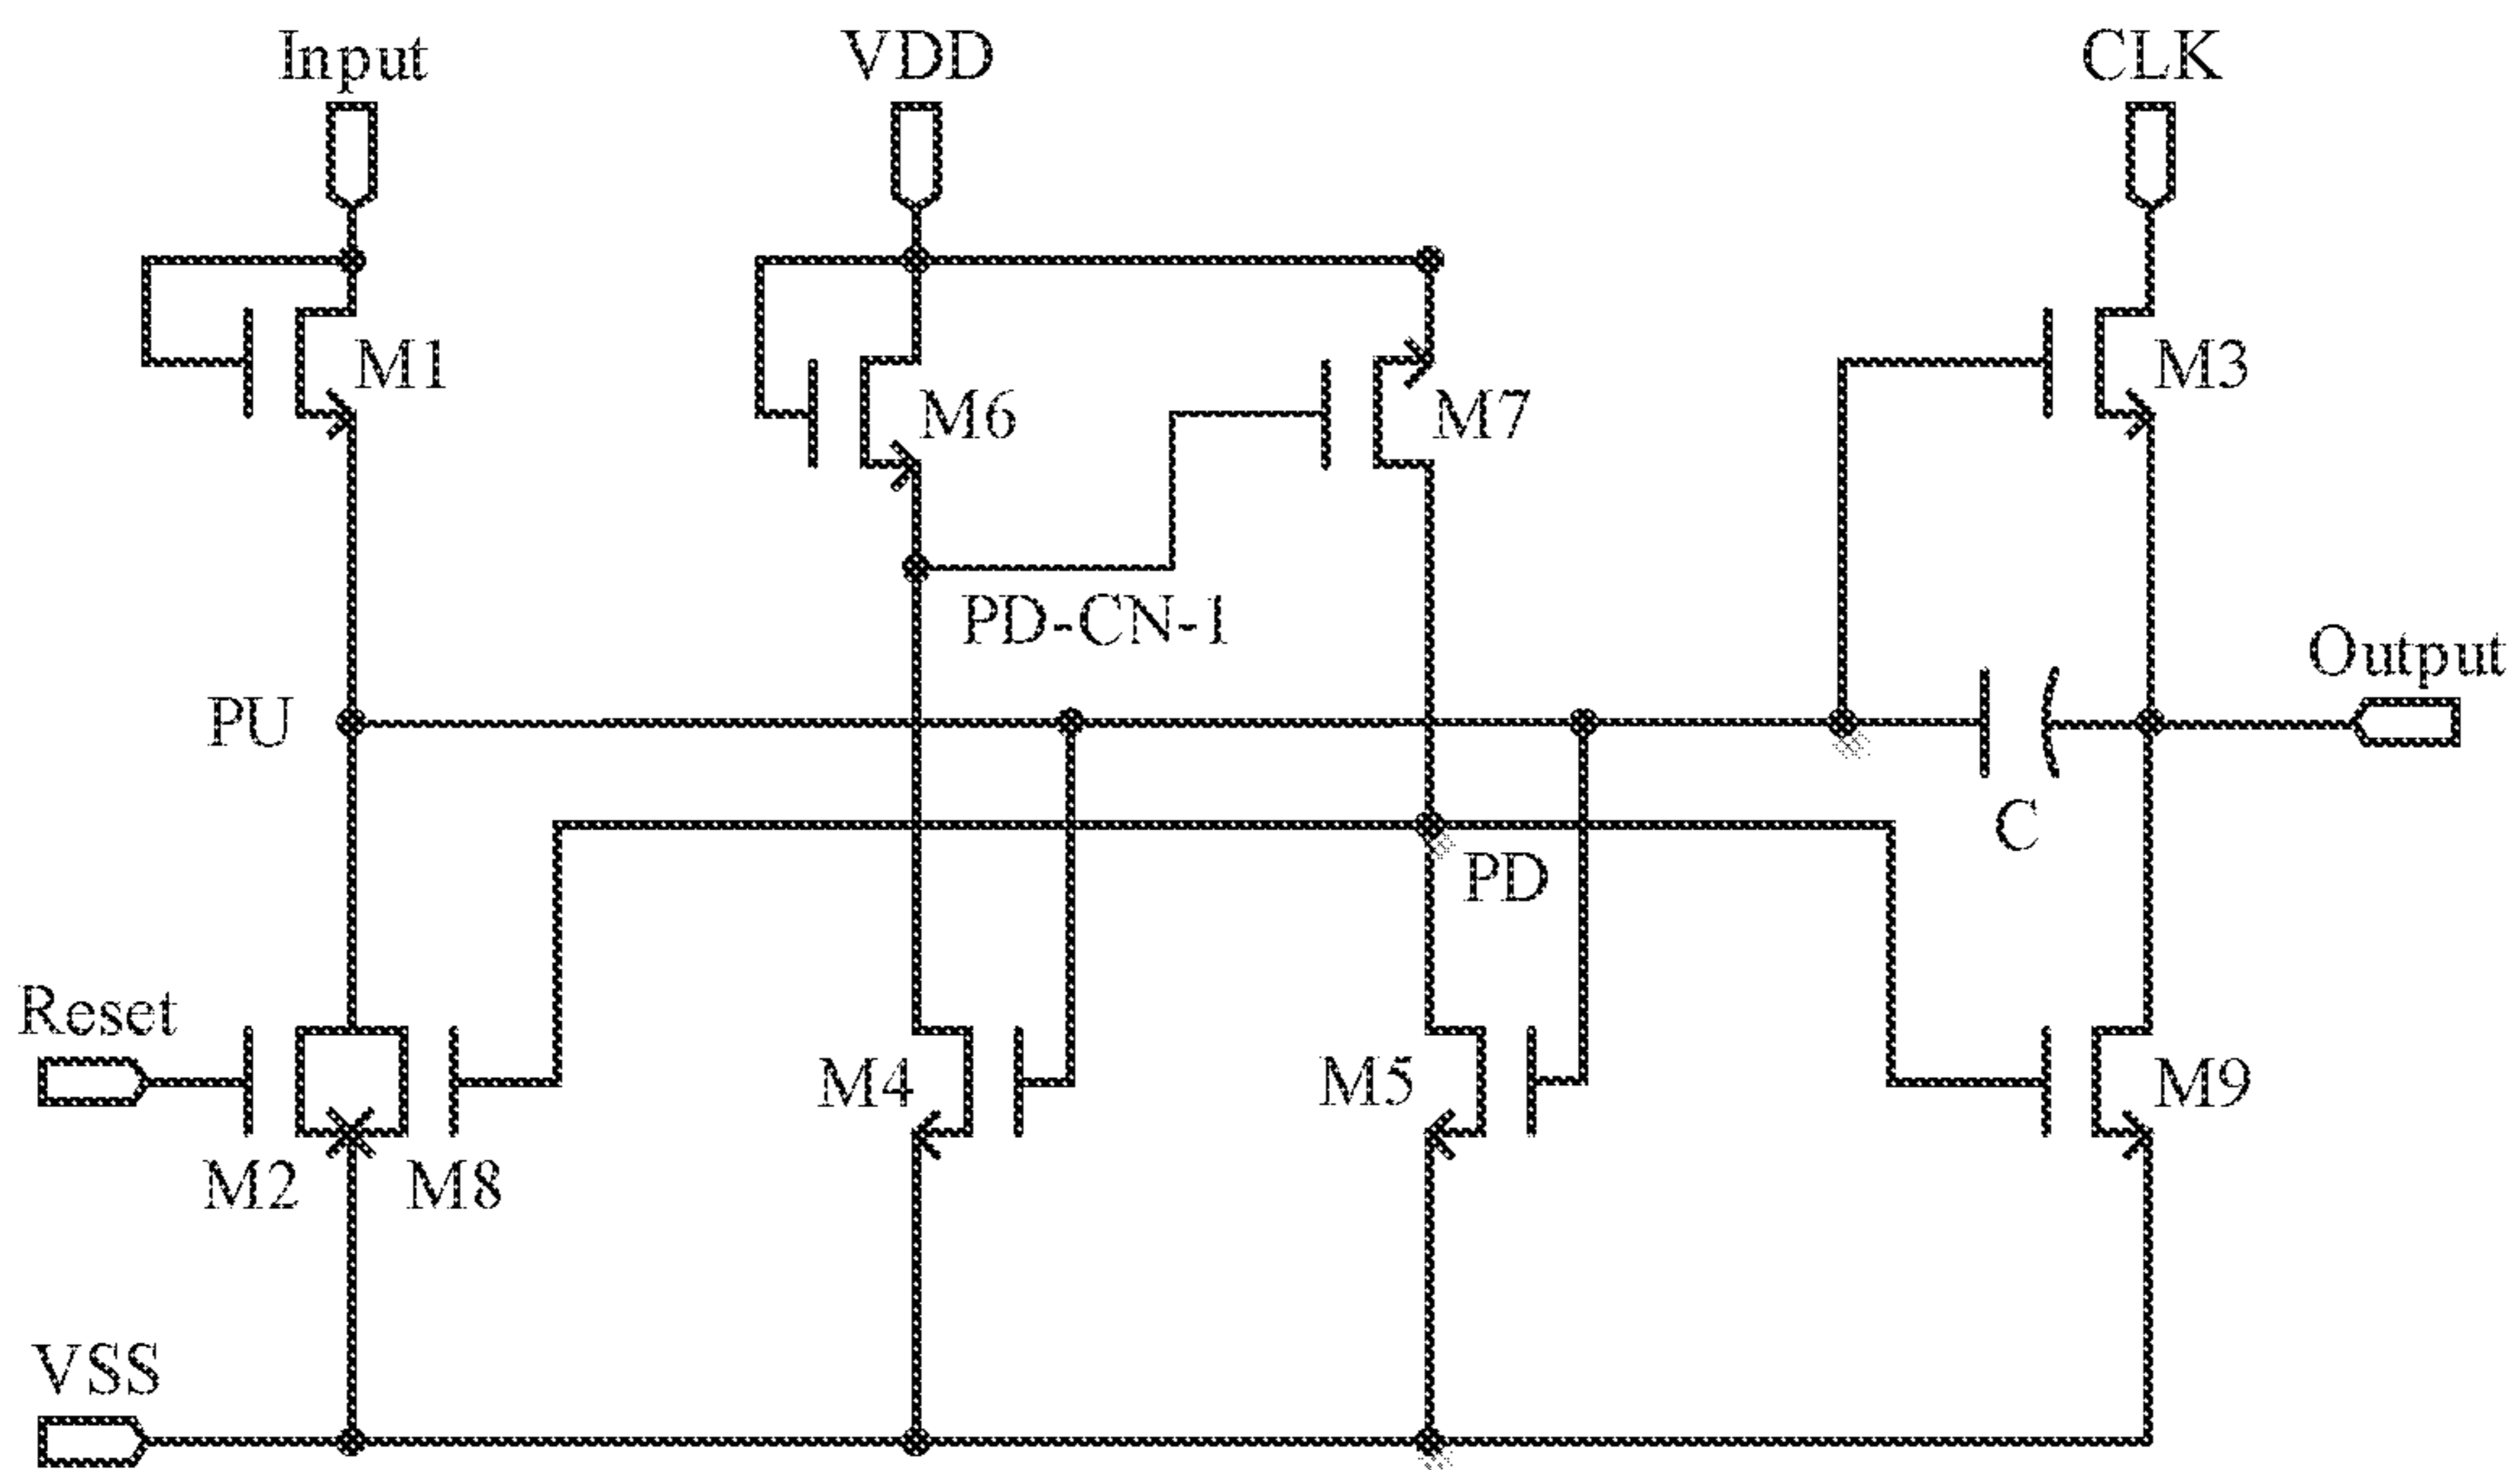 Input
VDD
CLK
M1
M6
M7
M3
PD-CN-1
PU
Output
C
PD
Reset
M4
M5
M9
M2
M8
VSS